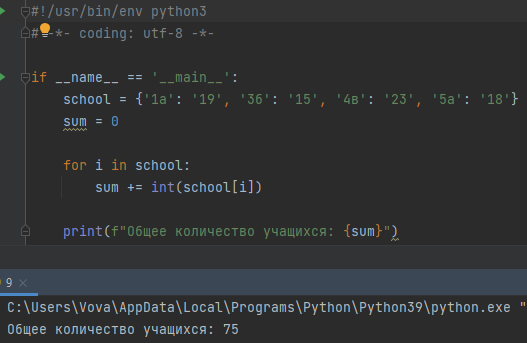 #!/usr/bin/env python3
# -*- coding: utf-8 -*-
if __name__ == '__main__':
school = {'1а': '19', '3б': '15', '4в': '23', '5а': '18'}
sum = 0
for i in school:
sum += int(school[i])
print(f"Общее количество учащихся: {sum}")
9 ×
C:\Users\Vova\AppData\Local\Programs\Python\Python39\python.exe "
Общее количество учащихся: 75